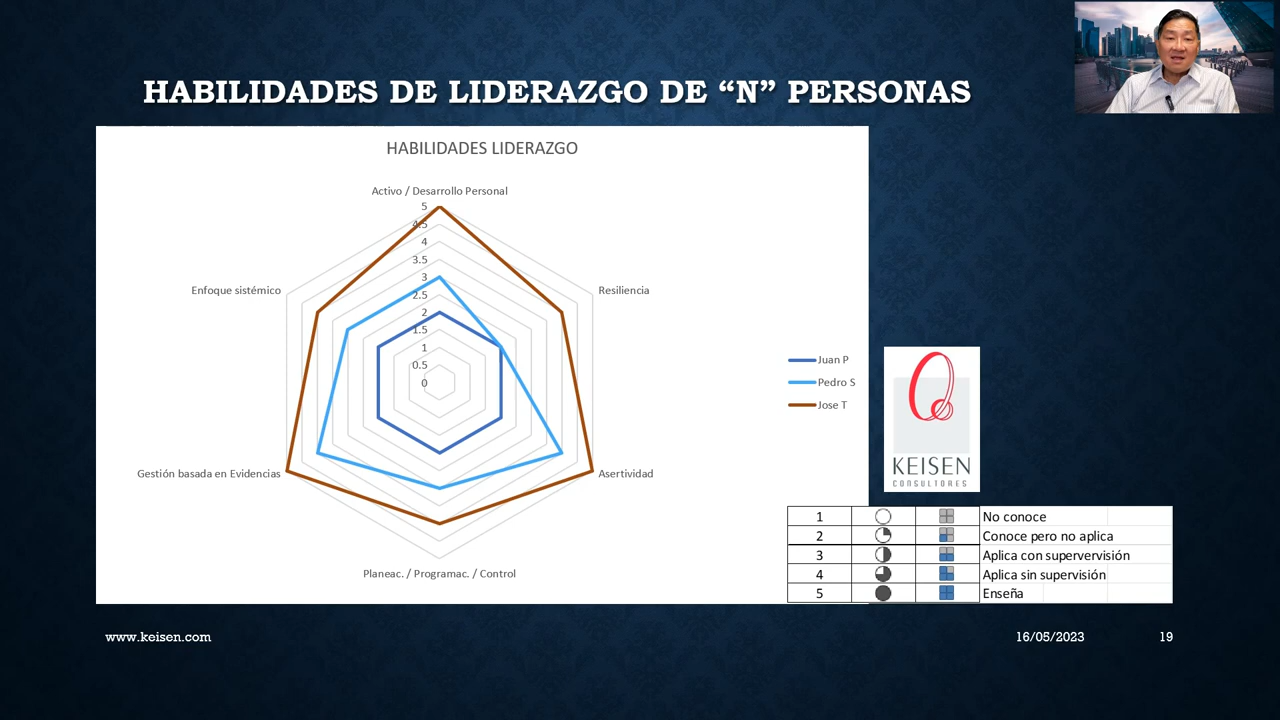 HABILIDADES DE LIDERAZGO DE “N” PERSONAS
HABILIDADES LIDERAZGO
Activo / Desarrollo Personal
5
4.5
4
3.5
3
2.5
2
1.5
1
0.5
0
Enfoque sistémico
Resiliencia
Gestión basada en Evidencias
Asertividad
Planeac. / Programac. / Control
Juan P
Pedro S
Jose T
KEISEN
CONSULTORES
1 No conoce
2 Conoce pero no aplica
3 Aplica con supervervisión
4 Aplica sin supervisión
5 Enseña
www.keisen.com
16/05/2023
19